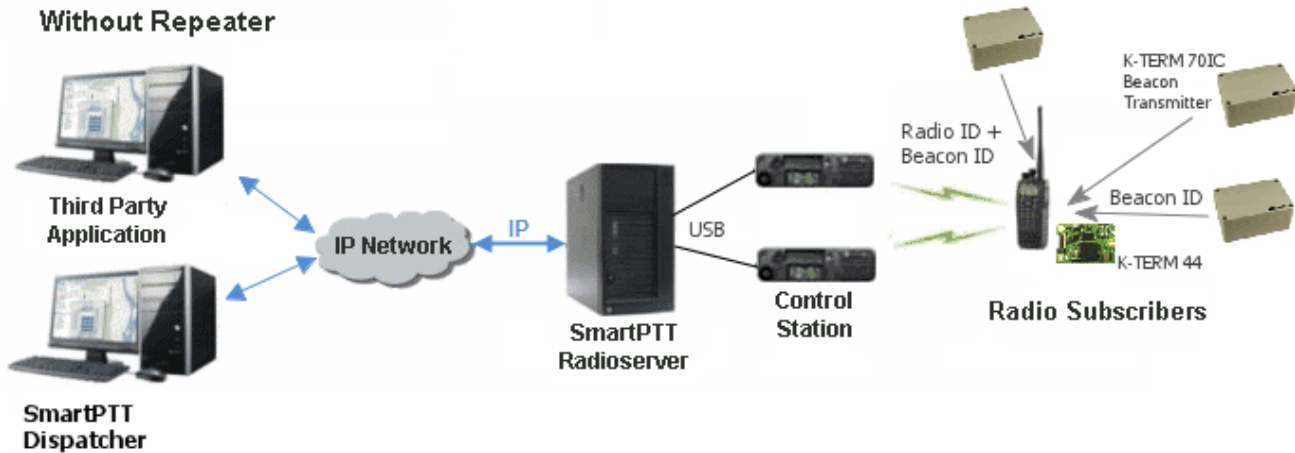 Without Repeater
Third Party
Application
SmartPTT
Dispatcher
IP Network
IP
SmartPTT
Radioserver
USB
Control
Station
Radio ID +
Beacon ID
K-TERM 70IC
Beacon
Transmitter
Beacon ID
K-TERM 44
Radio Subscribers